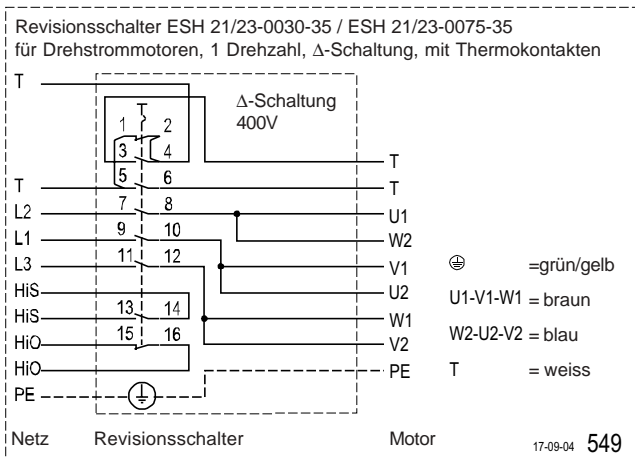 Revisionsschalter ESH 21/23-0030-35 / ESH 21/23-0075-35
für Drehstrommotoren, 1 Drehzahl, Δ-Schaltung, mit Thermokontakten
T
Δ-Schaltung
400V
T
1 2
3 4
T
T 5 6 T
L2 7 8 U1
W2
L1 9 10
V1 =grün/gelb
L3 11 12
U2 U1-V1-W1 = braun
HiS
HiS 13 14 W1
W2-U2-V2 = blau
HiO 15 16 V2
HiO PE T = weiss
PE
Netz Revisionsschalter Motor 17-09-04 549